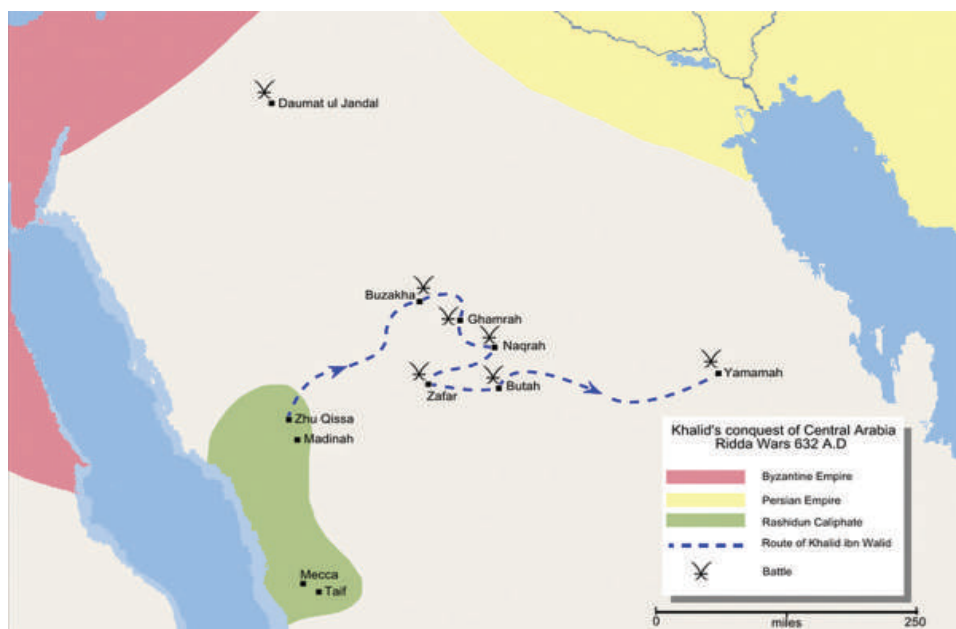 Daumat ul Jandal
Buzakha
Ghamrah
Naqrah
Yamamah
Zafar
Butah
Zhu Qissa
Madinah
Mecca
Taif
Khalid's conquest of Central Arabia
Ridda Wars 632 A.D
Byzantine Empire
Persian Empire
Rashidun Caliphate
Route of Khalid ibn Walid
Battle
0 miles 250